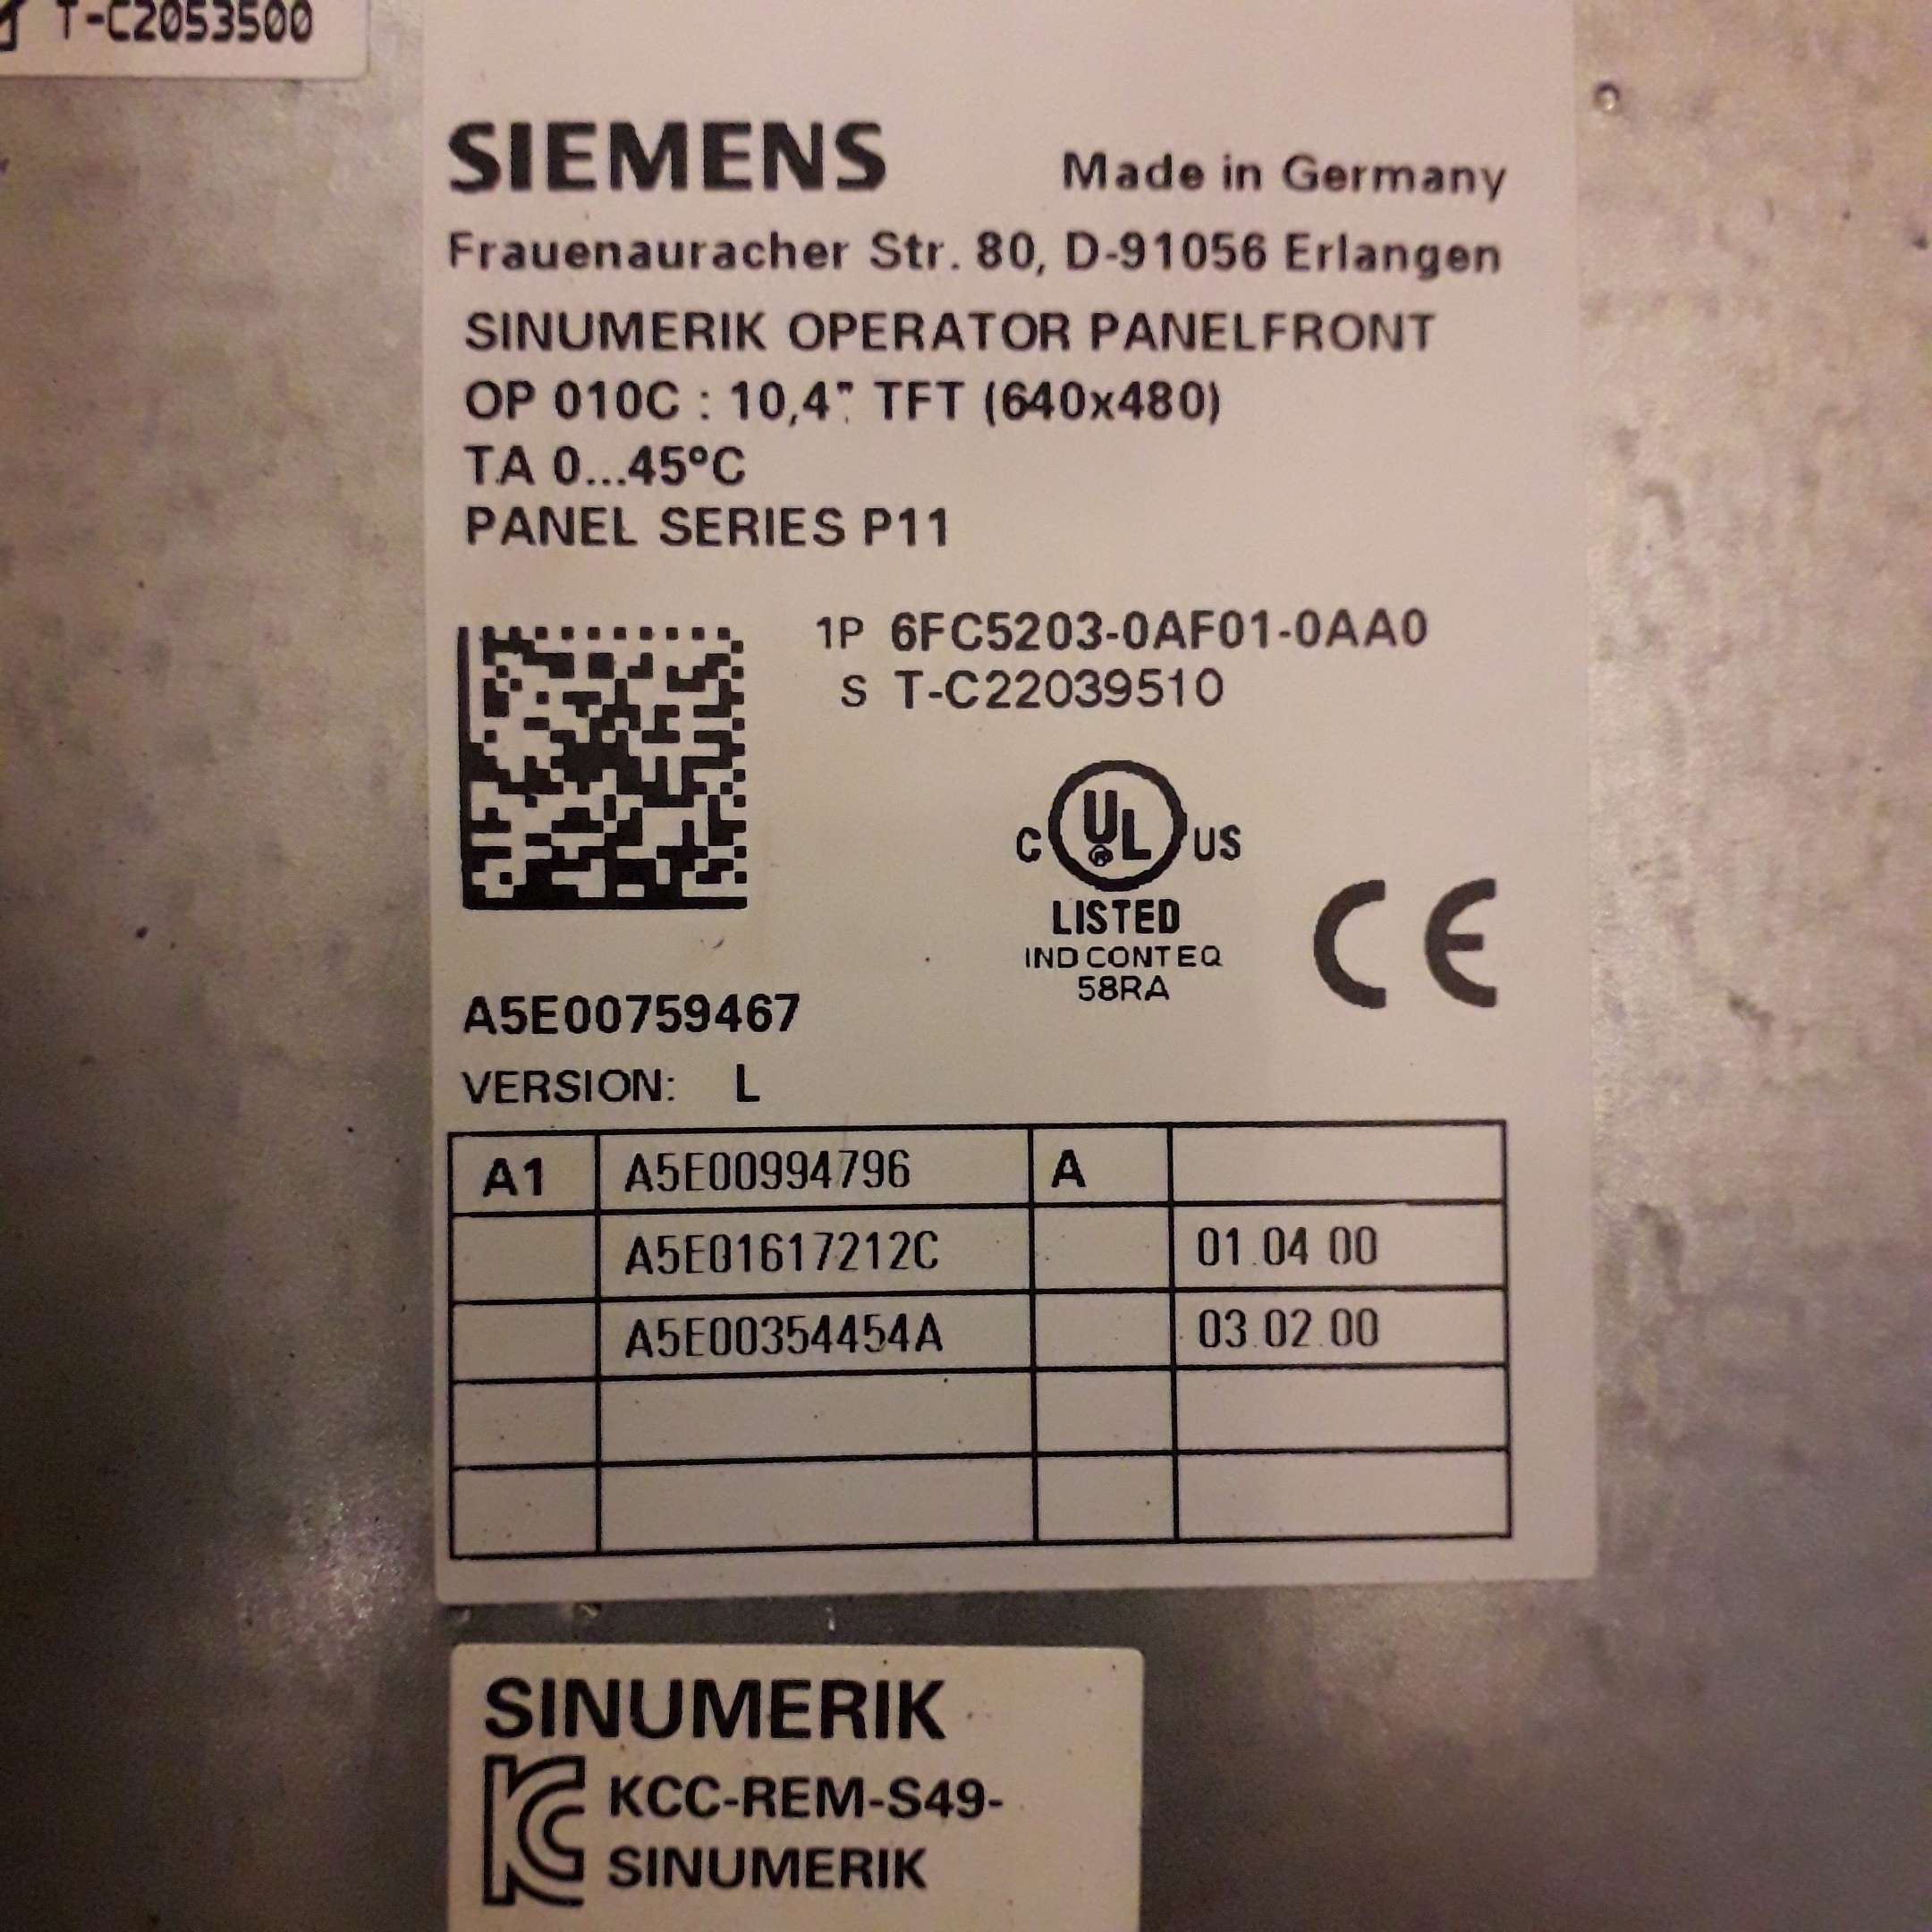 T-C2053500
SIEMENS Made in Germany
Frauenauracher Str. 80, D-91056 Erlangen
SINUMERIK OPERATOR PANELFRONT
OP 010C : 10,4" TFT (640x480)
TA 0...45°C
PANEL SERIES P11
1P 6FC5203-0AF01-0AA0
S T-C22039510
C UL US
®
LISTED
IND CONT EQ
58RA
CE
A5E00759467
VERSION: L
A1 A5E00994796 A
A5E01617212C 01.04.00
A5E00354454A 03.02.00
SINUMERIK
KCC-REM-S49-
SINUMERIK